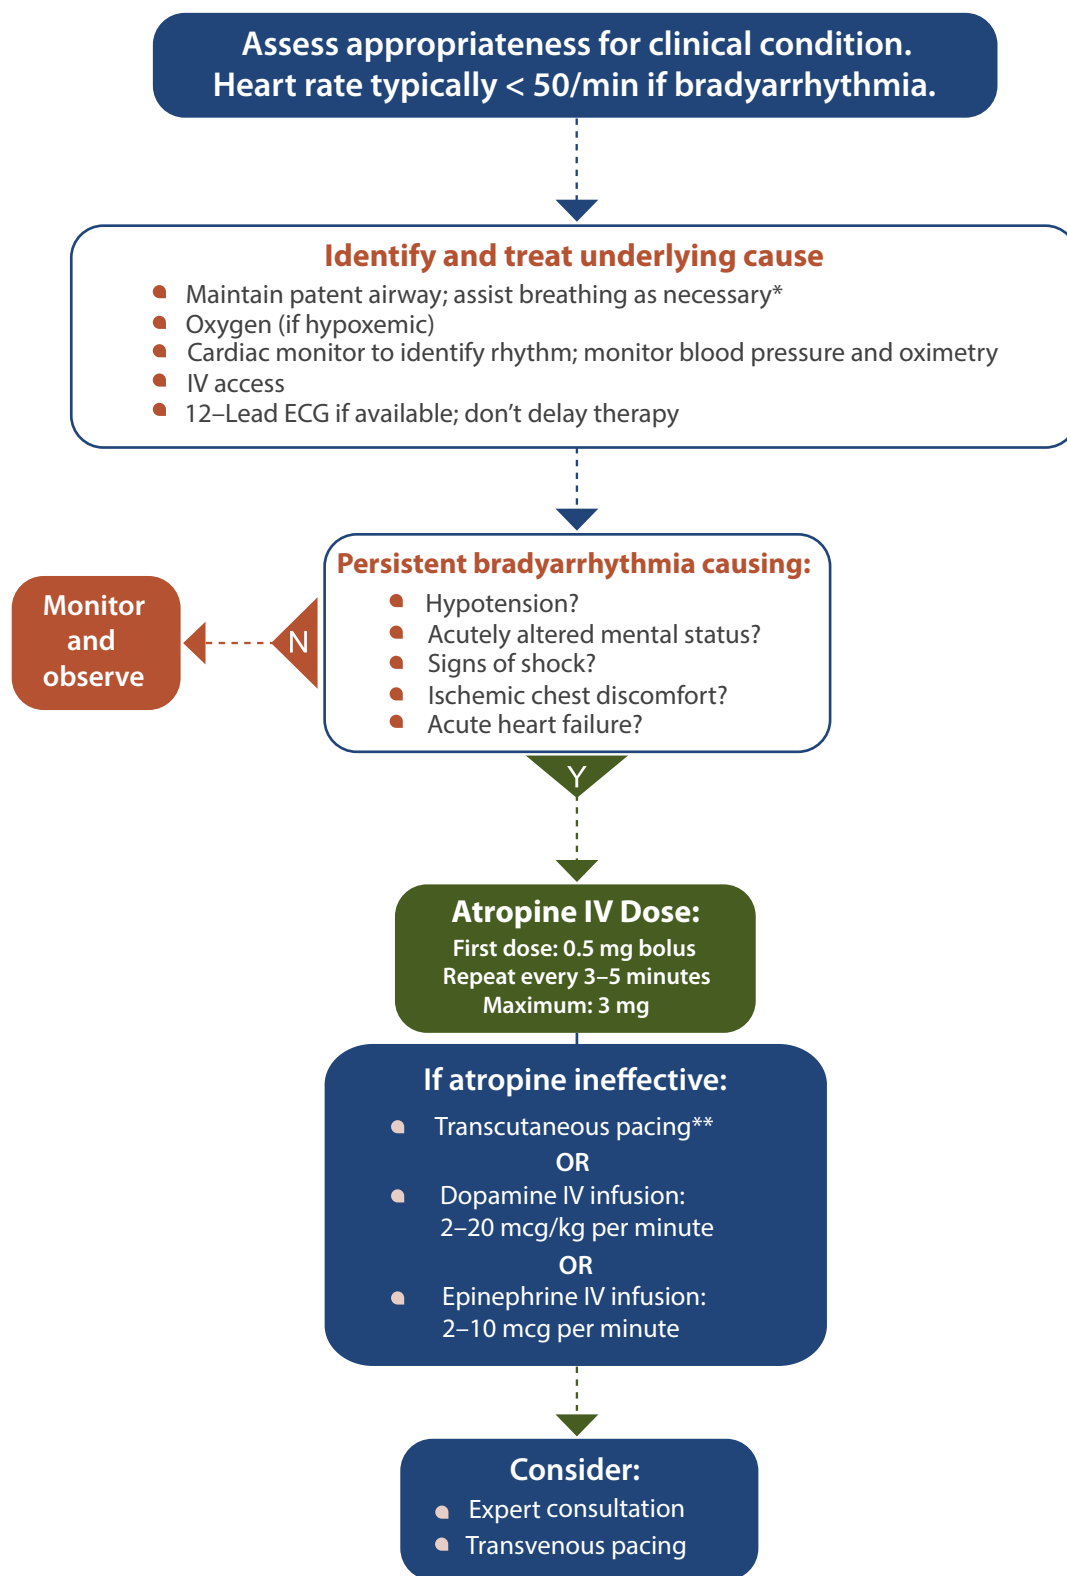 Assess appropriateness for clinical condition.
Heart rate typically < 50/min if bradyarrhythmia.
Identify and treat underlying cause
Maintain patent airway; assist breathing as necessary*
Oxygen (if hypoxemic)
Cardiac monitor to identify rhythm; monitor blood pressure and oximetry
IV access
12–Lead ECG if available; don’t delay therapy
Persistent bradyarrhythmia causing:
Hypotension?
Acutely altered mental status?
Signs of shock?
Ischemic chest discomfort?
Acute heart failure?
N
Monitor
and
observe
Y
Atropine IV Dose:
First dose: 0.5 mg bolus
Repeat every 3–5 minutes
Maximum: 3 mg
If atropine ineffective:
Transcutaneous pacing**
OR
Dopamine IV infusion:
2–20 mcg/kg per minute
OR
Epinephrine IV infusion:
2–10 mcg per minute
Consider:
Expert consultation
Transvenous pacing